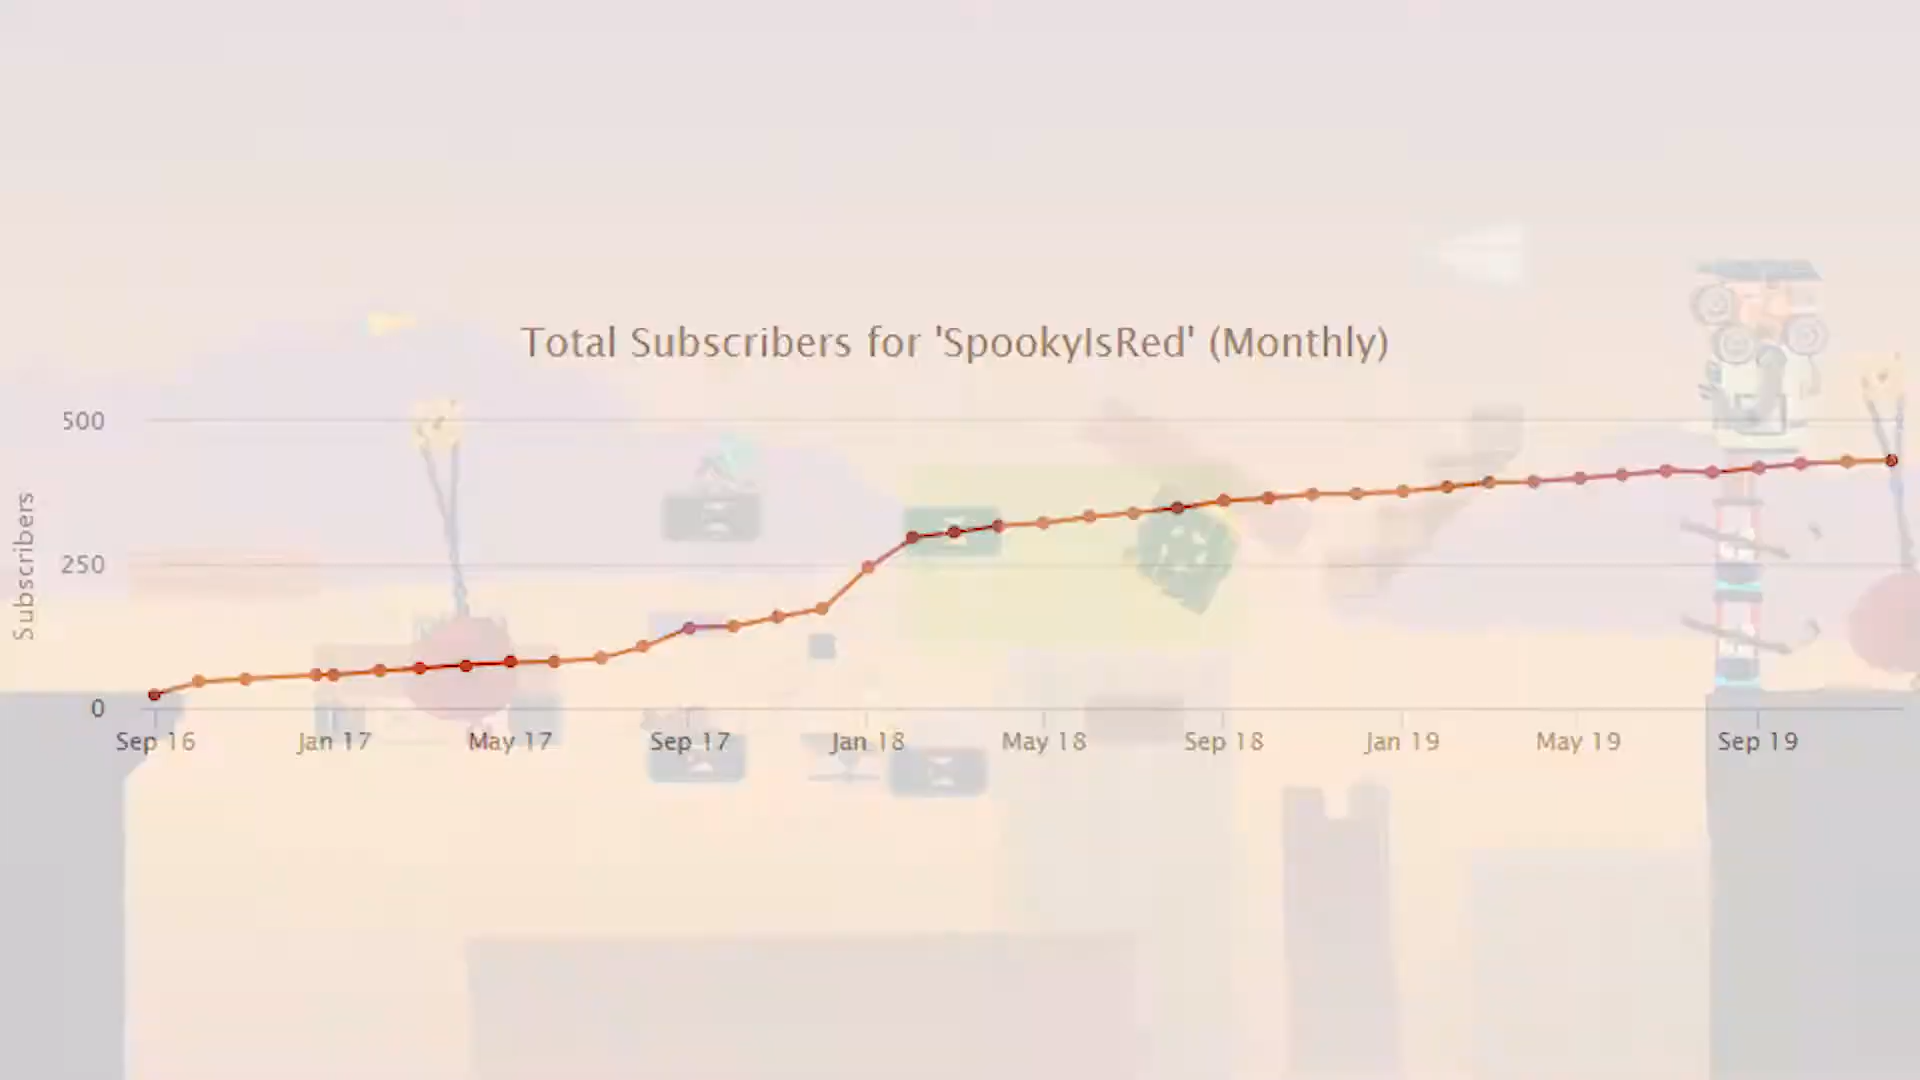 Total Subscribers for 'SpookyIsRed' (Monthly)
500
250
0
Subscribers
Sep 16 Jan 17 May 17 Sep 17 Jan 18 May 18 Sep 18 Jan 19 May 19 Sep 19